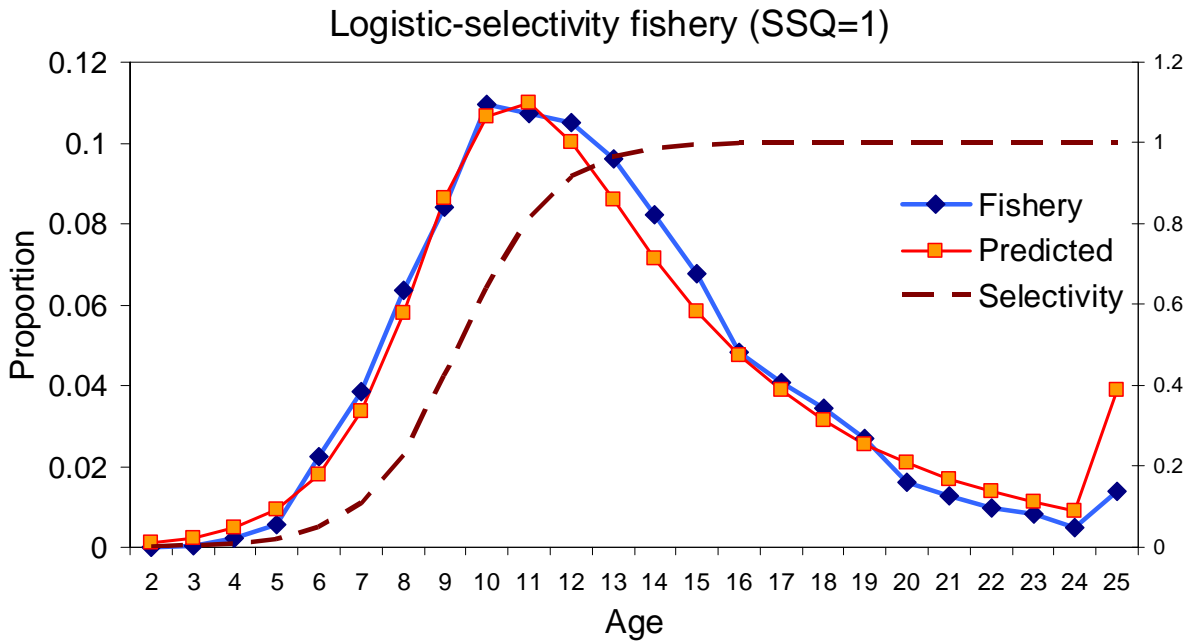 Logistic-selectivity fishery (SSQ=1)
0.12
0.1
0.08
0.06
0.04
0.02
0
Proportion
1.2
1
0.8
0.6
0.4
0.2
0
Fishery
Predicted
Selectivity
2 3 4 5 6 7 8 9 10 11 12 13 14 15 16 17 18 19 20 21 22 23 24 25
Age